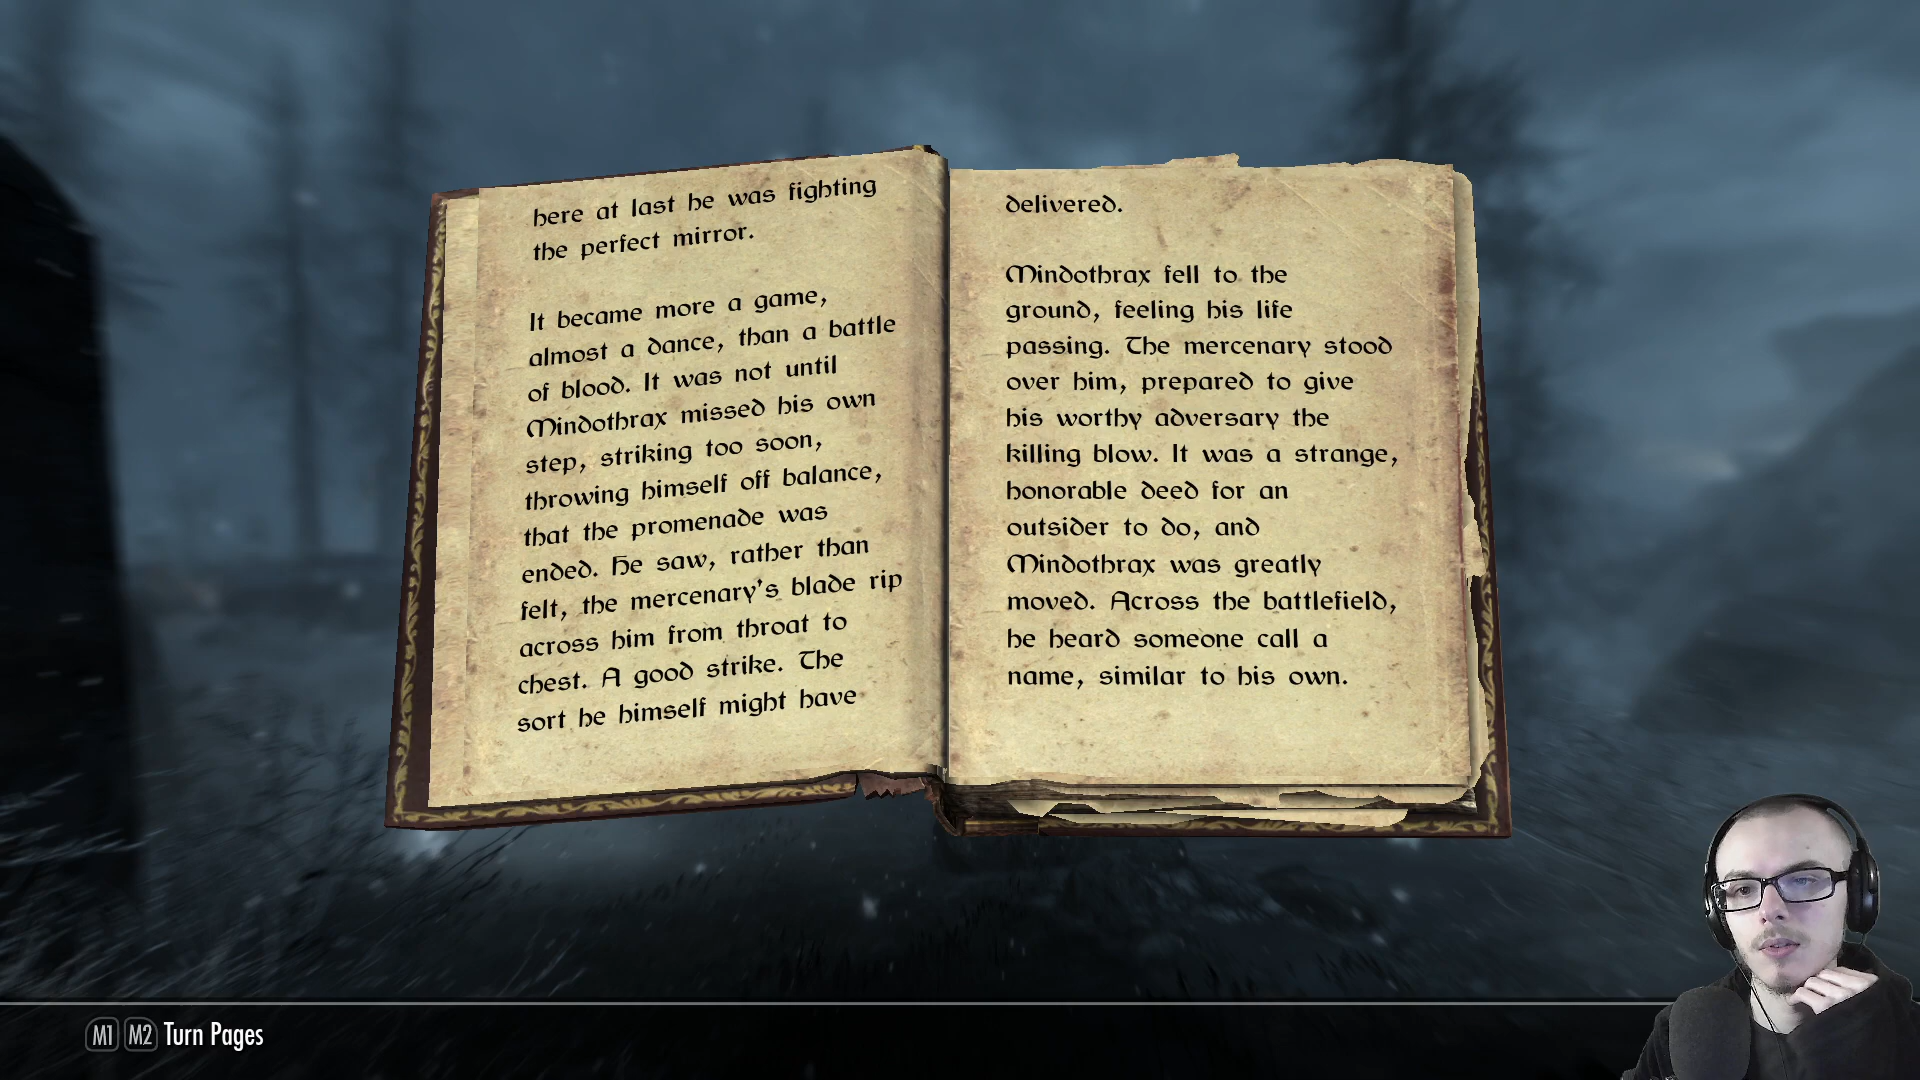 here at last he was fighting
the perfect mirror.
It became more a game,
almost a dance, than a battle
of blood. It was not until
Mindothrax missed his own
step, striking too soon,
throwing himself off balance,
that the promenade was
ended. He saw, rather than
felt, the mercenary's blade rip
across him from throat to
chest. A good strike. The
sort he himself might have
delivered.
Mindothrax fell to the
ground, feeling his life
passing. The mercenary stood
over him, prepared to give
his worthy adversary the
killing blow. It was a strange,
honorable deed for an
outsider to do, and
Mindothrax was greatly
moved. Across the battlefield,
he heard someone call a
name, similar to his own.
M1 M2 Turn Pages